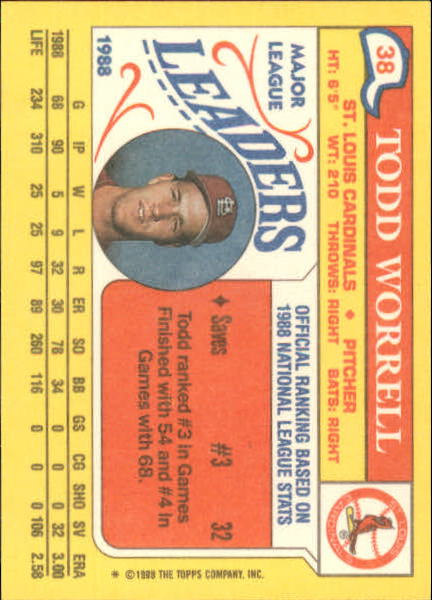 38
TODD WORRELL
ST. LOUIS CARDINALS ♦ PITCHER
HT: 6'5" WT: 210 THROWS: RIGHT BATS: RIGHT
MAJOR LEAGUE
LEADERS
1988
OFFICIAL RANKING BASED ON
1988 NATIONAL LEAGUE STATS
♦ Saves #3 32
Todd ranked #3 in Games
Finished with 54 and #4 in
Games with 68.
* ©1989 THE TOPPS COMPANY, INC.
G IP W L R ER SO BB GS CG SHO SV ERA
1988 68 90 5 9 32 30 78 34 0 0 0 32 3.00
LIFE 234 310 25 25 97 89 260 116 0 0 0 106 2.58